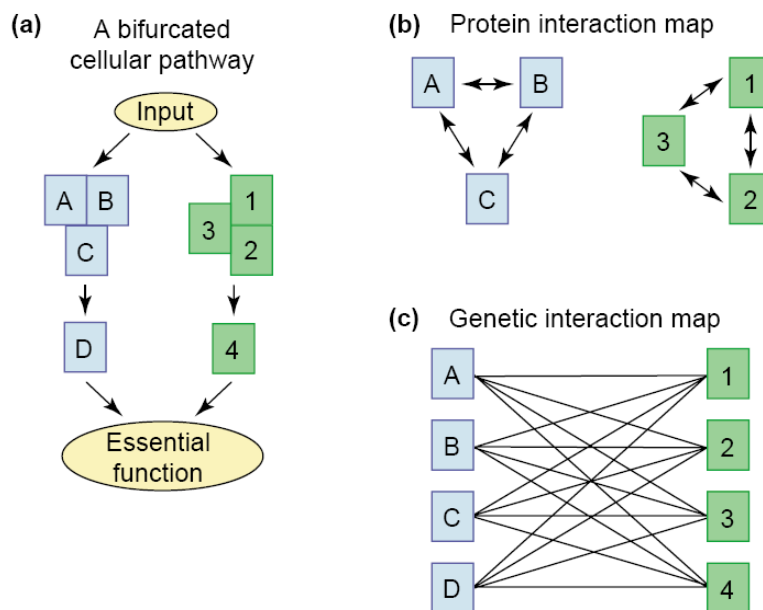 (a) A bifurcated
cellular pathway
Input
A B 1
3
C 2
D 4
Essential
function
(b) Protein interaction map
A B 1
3
C 2
(c) Genetic interaction map
A 1
B 2
C 3
D 4